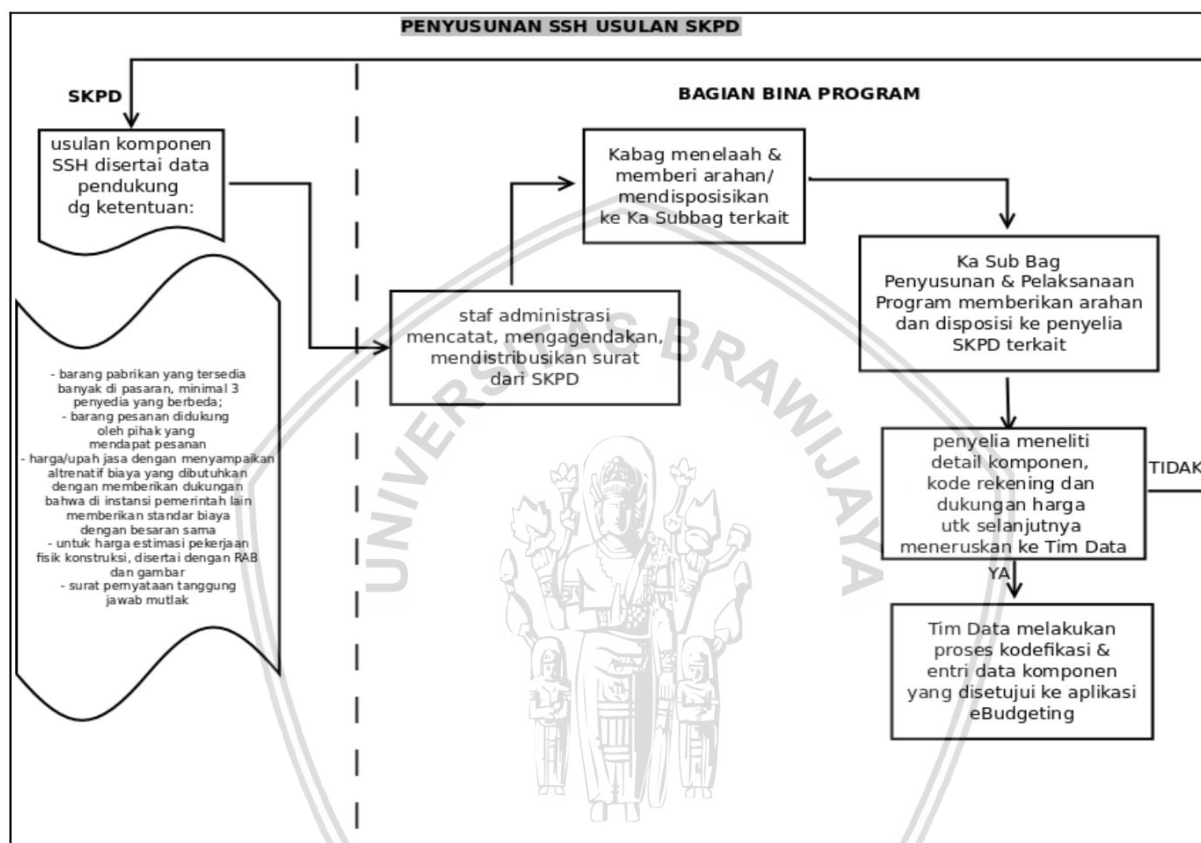 PENYUSUNAN SSH USULAN SKPD
SKPD
BAGIAN BINA PROGRAM
usulan komponen
SSH disertai data
pendukung
dg ketentuan:
- barang pabrikan yang tersedia
banyak di pasaran, minimal 3
penyedia yang berbeda;
- barang pesanan didukung
oleh pihak yang
mendapat pesanan
- harga/upah jasa dengan menyampaikan
altrenatif biaya yang dibutuhkan
dengan memberikan dukungan
bahwa di instansi pemerintah lain
memberikan standar biaya
dengan besaran sama
- untuk harga estimasi pekerjaan
fisik konstruksi, disertai dengan RAB
dan gambar
- surat pernyataan tanggung
jawab mutlak
staf administrasi
mencatat, mengagendakan,
mendistribusikan surat
dari SKPD
Kabag menelaah &
memberi arahan/
mendisposisikan
ke Ka Subbag terkait
Ka Sub Bag
Penyusunan & Pelaksanaan
Program memberikan arahan
dan disposisi ke penyelia
SKPD terkait
penyelia meneliti
detail komponen,
kode rekening dan
dukungan harga
utk selanjutnya
meneruskan ke Tim Data
TIDAK
YA
Tim Data melakukan
proses kodefikasi &
entri data komponen
yang disetujui ke aplikasi
eBudgeting
UNIVERSITAS BRAWIJAYA